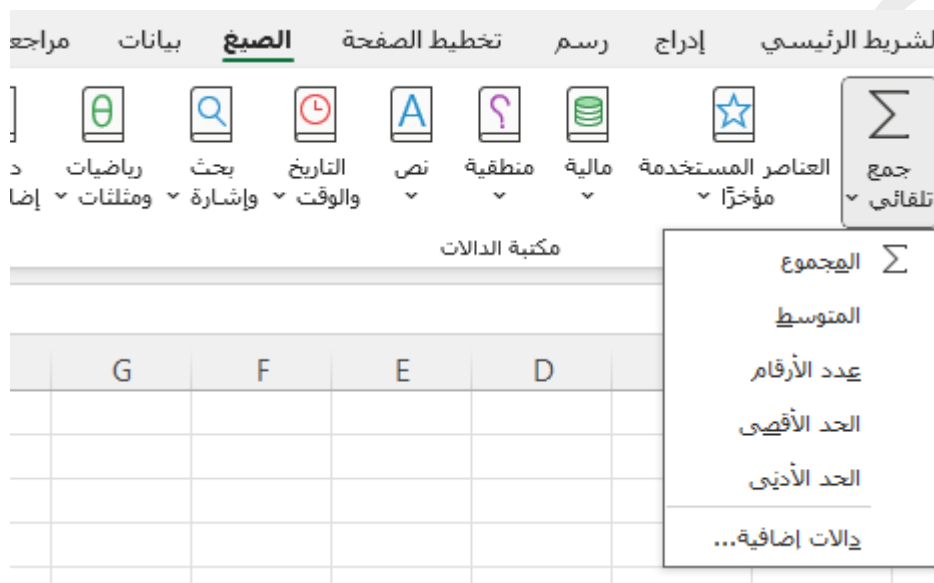 الشريط الرئيسي إدراج رسم تخطيط الصفحة الصيغ بيانات
جمع تلقائي
العناصر المستخدمة مؤخرًا
مالية
منطقية
نص
التاريخ والوقت
بحث وإشارة
رياضيات ومثلثات
مكتبة الدالات
المجموع
المتوسط
عدد الأرقام
الحد الأقصى
الحد الأدنى
دالات إضافية...
G F E D